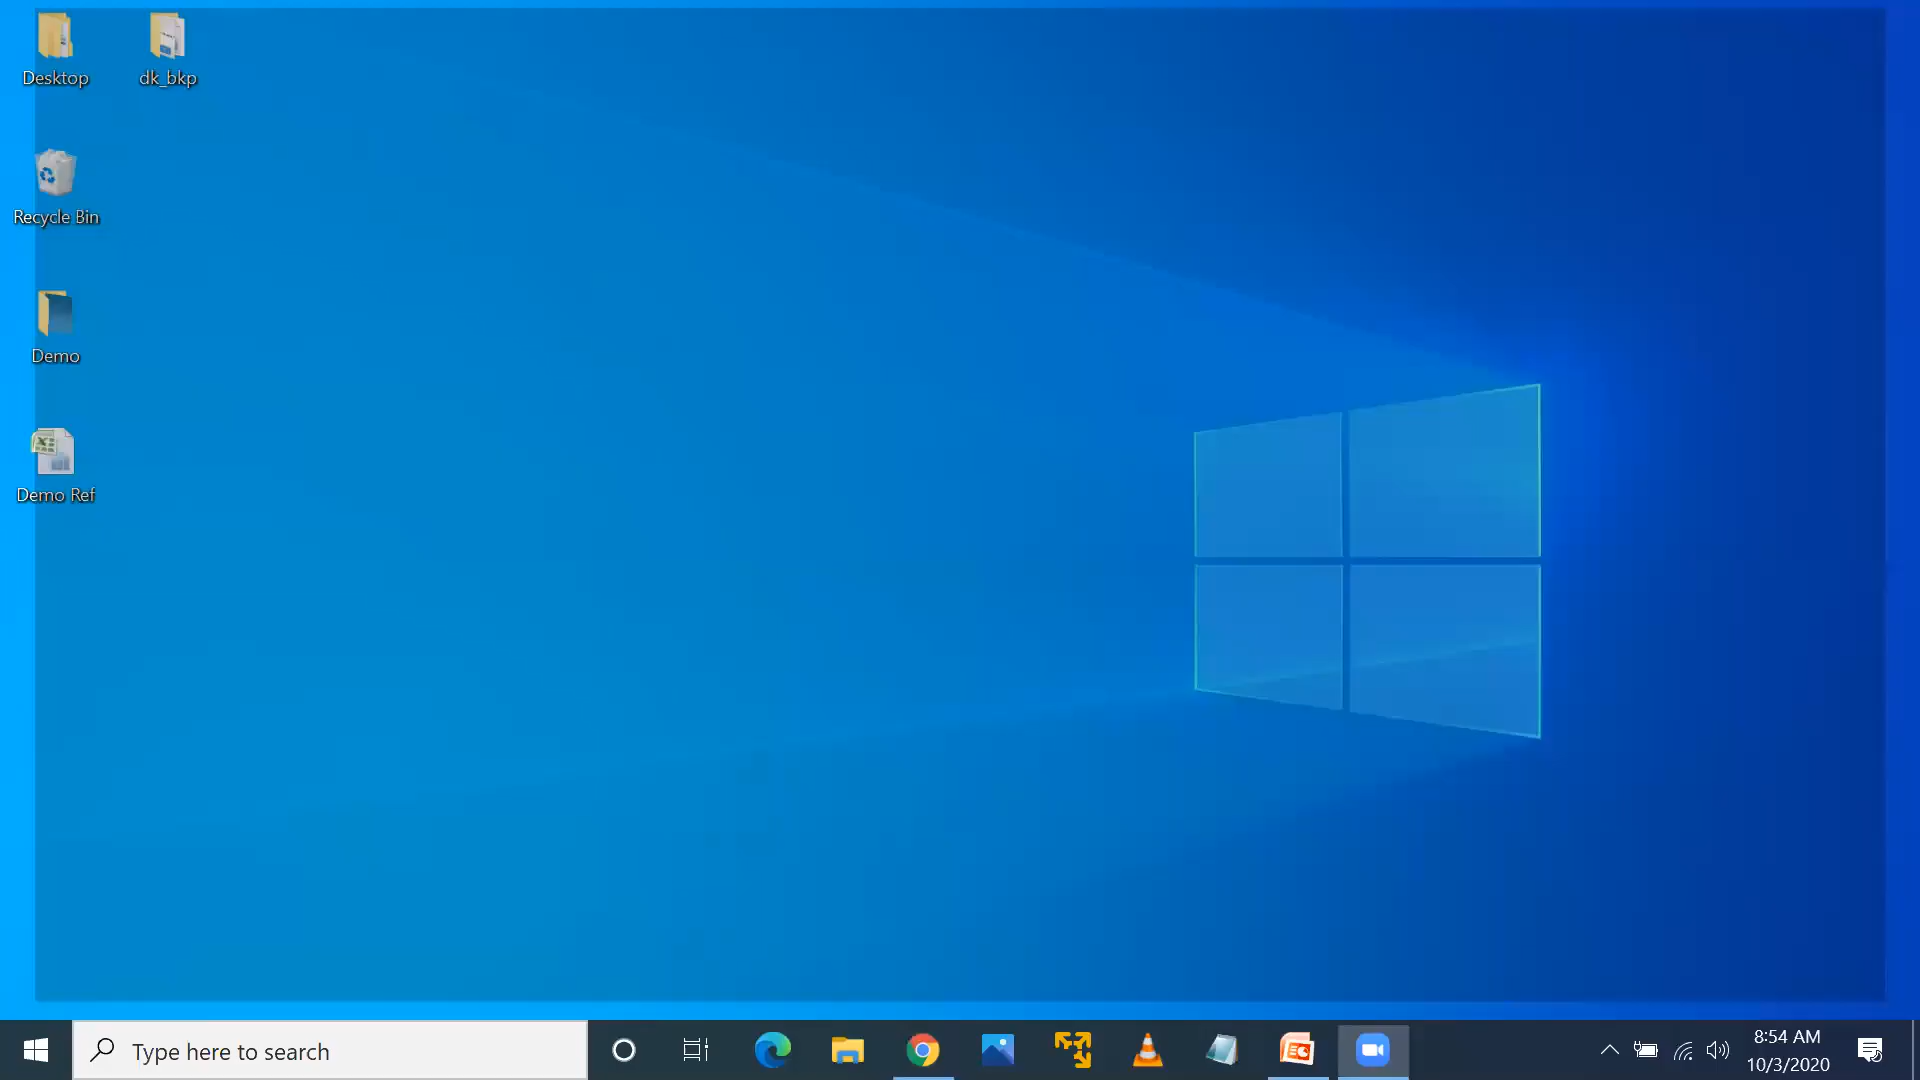 Desktop
dk_bkp
Recycle Bin
Demo
Demo Ref
Type here to search
8:54 AM
10/3/2020